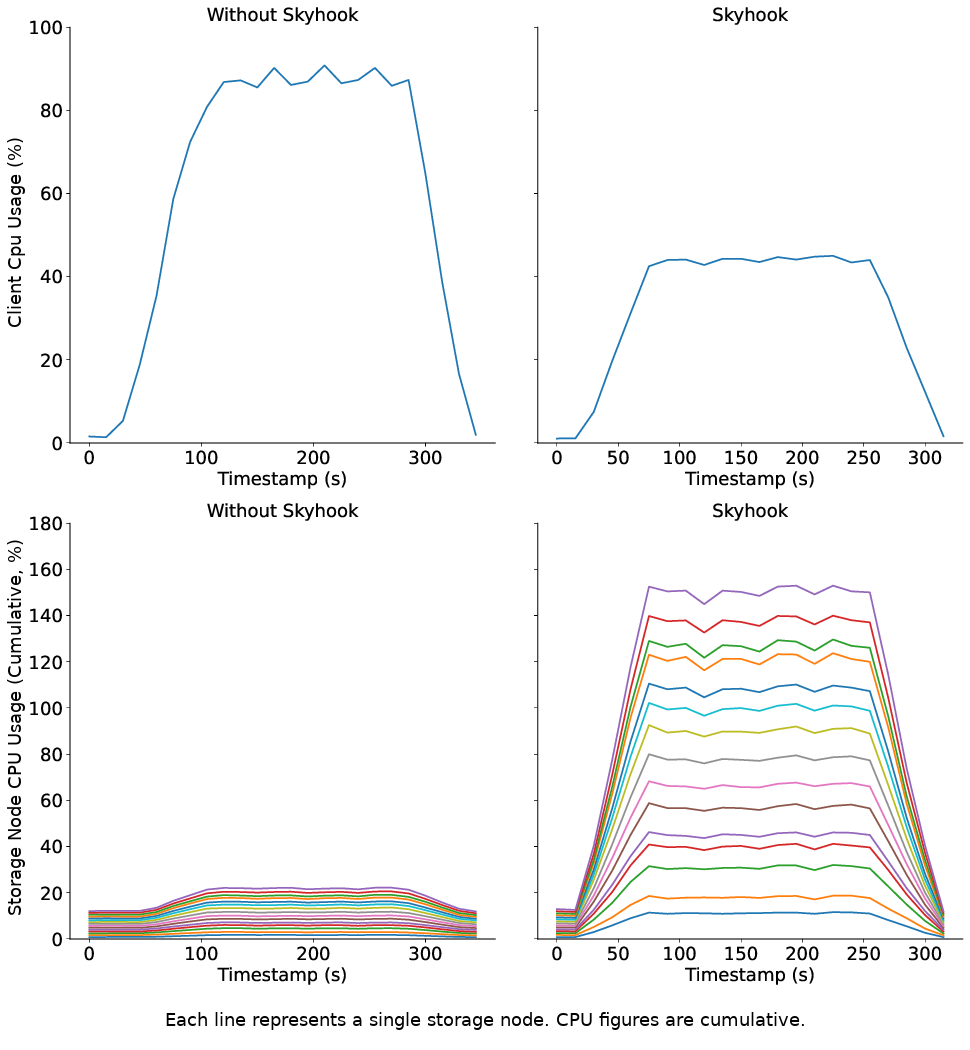 Without Skyhook
Skyhook
Client Cpu Usage (%)
100
80
60
40
20
0
0 100 200 300
Timestamp (s)
0 50 100 150 200 250 300
Timestamp (s)
Without Skyhook
Skyhook
Storage Node CPU Usage (Cumulative, %)
180
160
140
120
100
80
60
40
20
0
0 100 200 300
Timestamp (s)
0 50 100 150 200 250 300
Timestamp (s)
Each line represents a single storage node. CPU figures are cumulative.